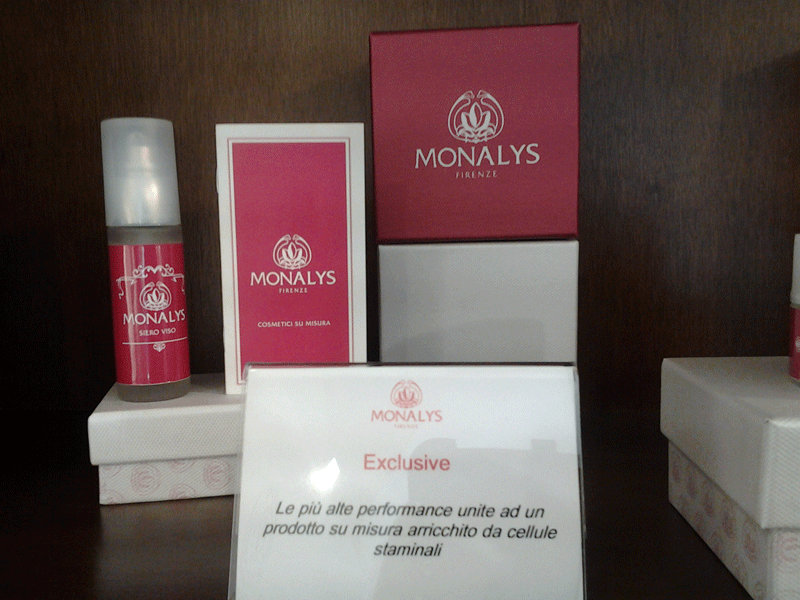 MONALYS
FIRENZE
MONALYS
SIERO VISO
MONALYS
FIRENZE
COSMETICI SU MISURA
MONALYS
FIRENZE
Exclusive
Le più alte performance unite ad un
prodotto su misura arricchito da cellule
staminali